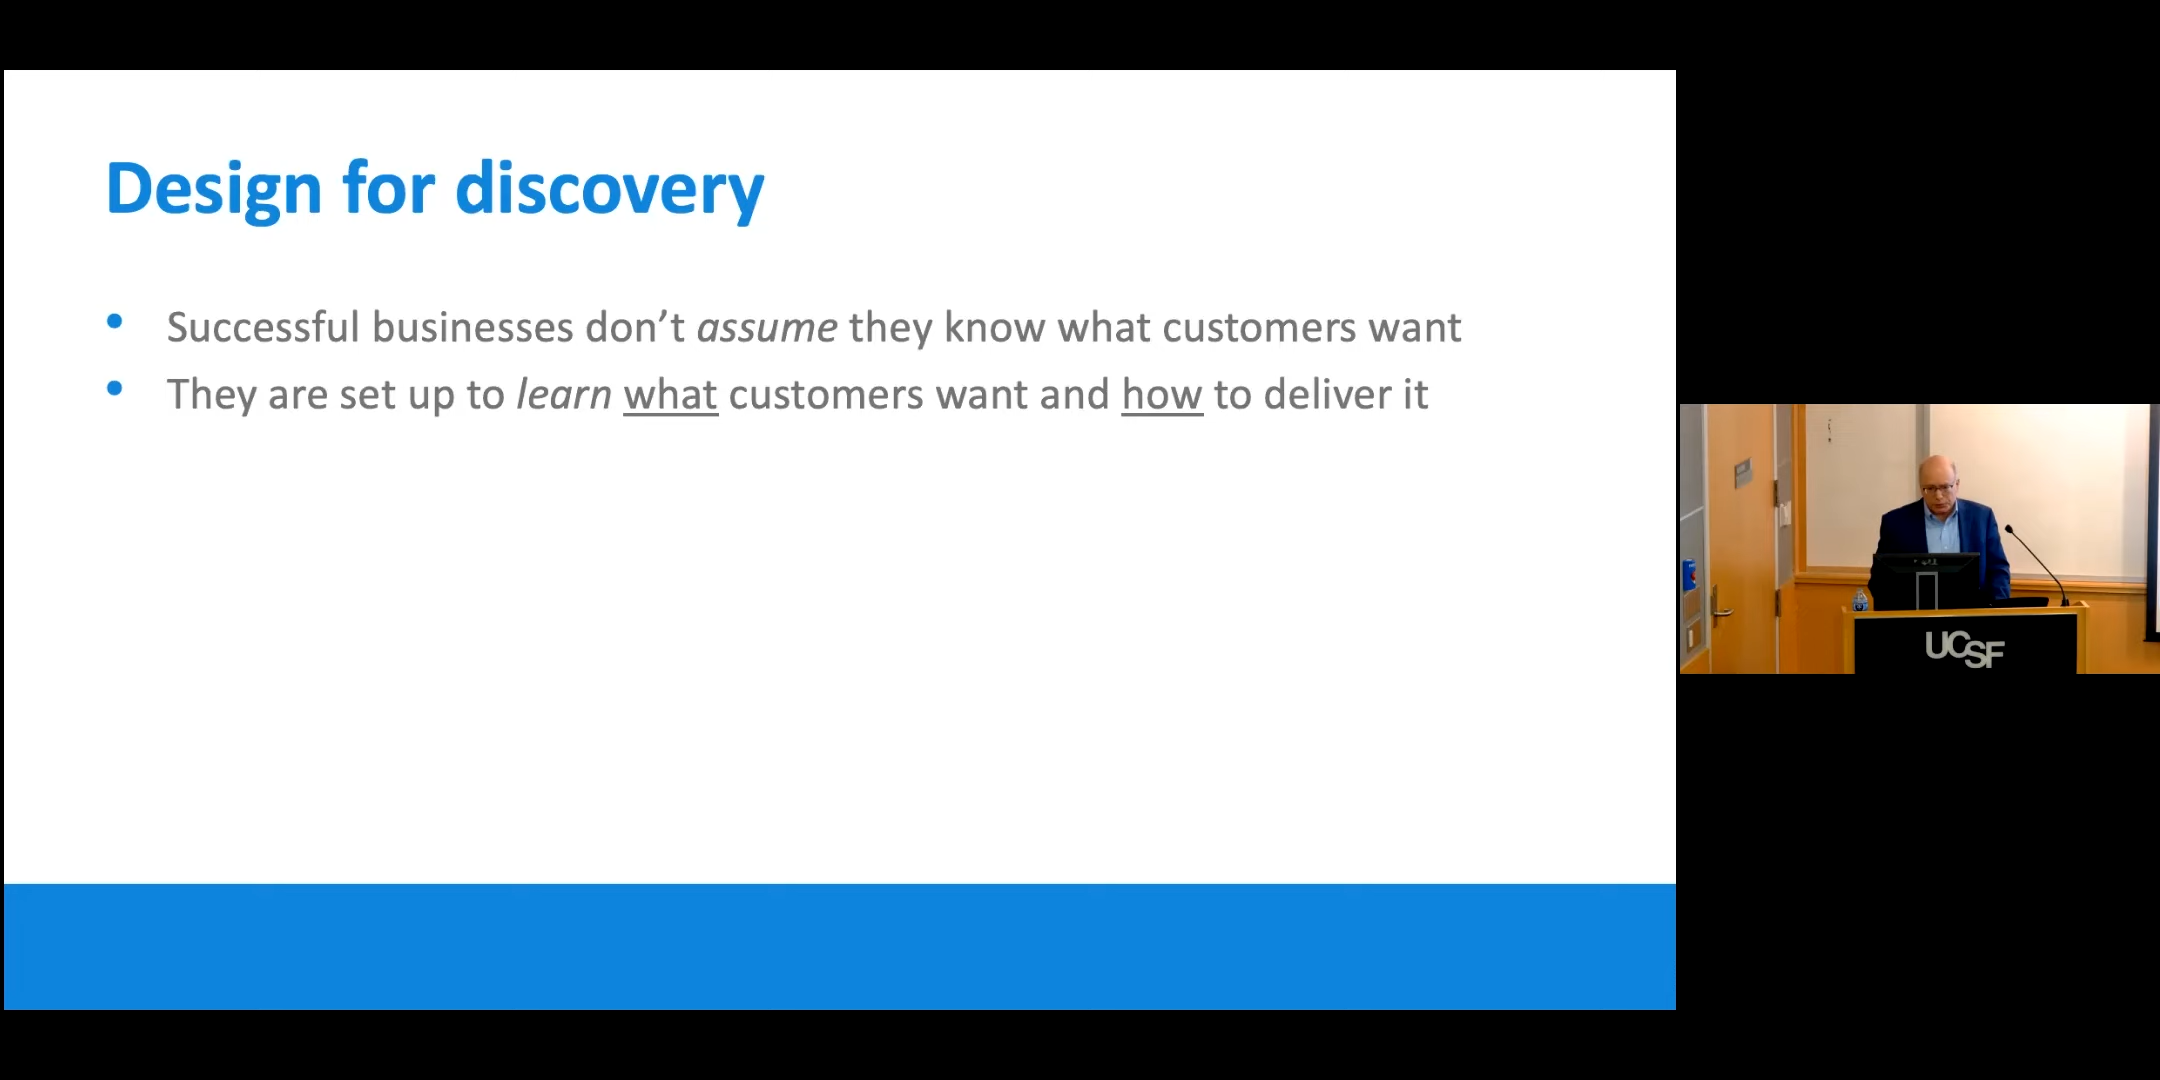 Design for discovery
• Successful businesses don’t assume they know what customers want
• They are set up to learn what customers want and how to deliver it
UCSF